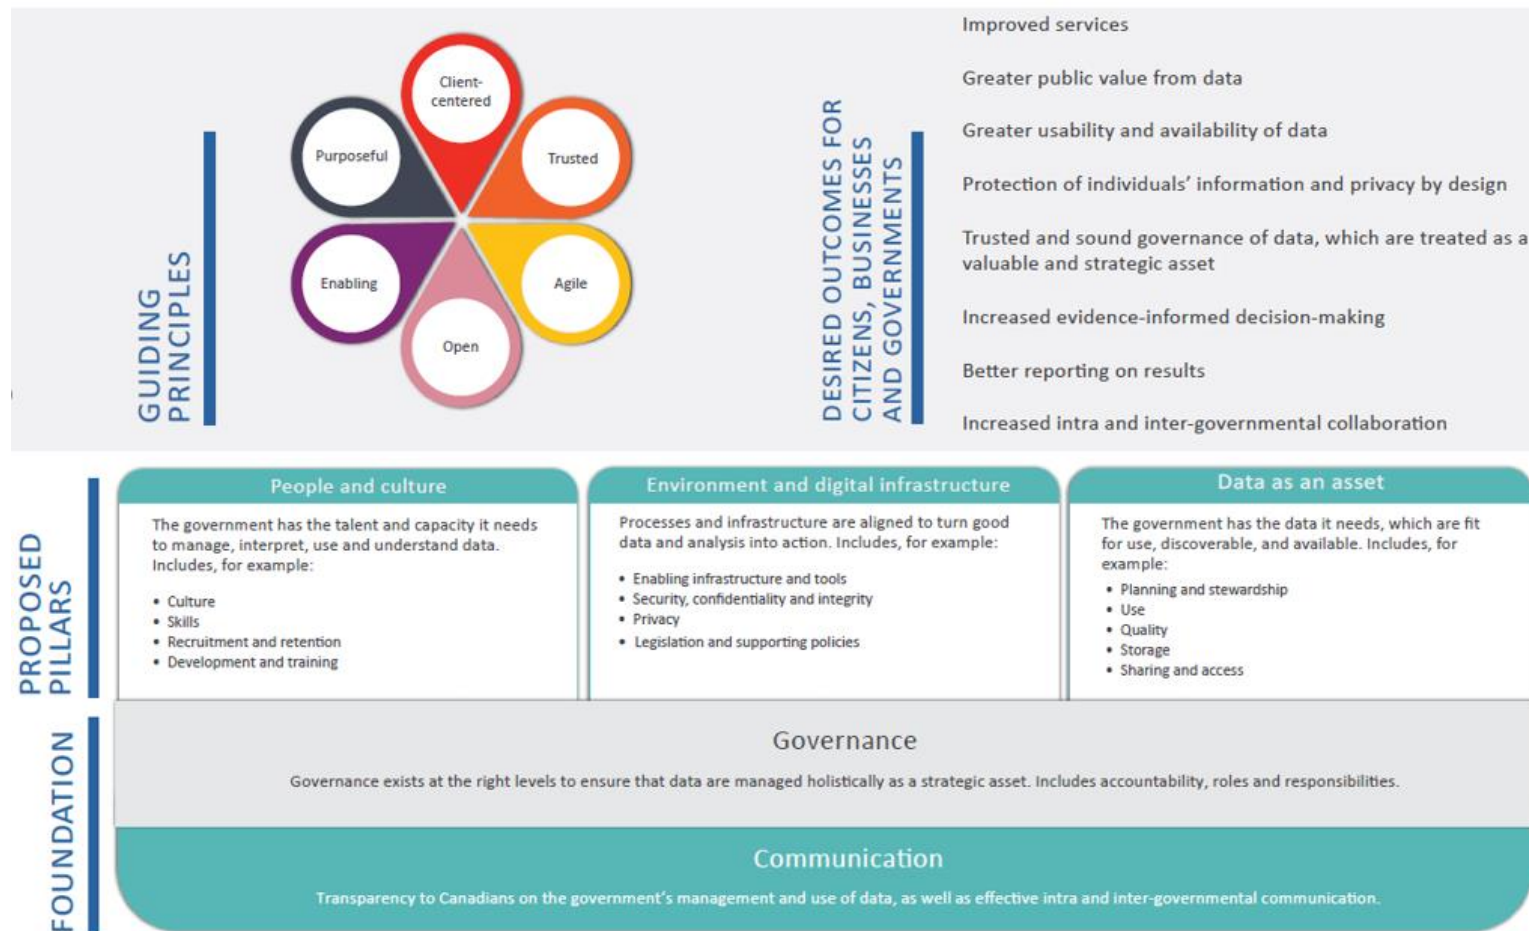 GUIDING
PRINCIPLES
Client-
centered
Trusted
Agile
Open
Enabling
Purposeful
DESIRED OUTCOMES FOR
CITIZENS, BUSINESSES
AND GOVERNMENTS
Improved services
Greater public value from data
Greater usability and availability of data
Protection of individuals’ information and privacy by design
Trusted and sound governance of data, which are treated as a
valuable and strategic asset
Increased evidence-informed decision-making
Better reporting on results
Increased intra and inter-governmental collaboration
PROPOSED
PILLARS
People and culture
The government has the talent and capacity it needs
to manage, interpret, use and understand data.
Includes, for example:
• Culture
• Skills
• Recruitment and retention
• Development and training
Environment and digital infrastructure
Processes and infrastructure are aligned to turn good
data and analysis into action. Includes, for example:
• Enabling infrastructure and tools
• Security, confidentiality and integrity
• Privacy
• Legislation and supporting policies
Data as an asset
The government has the data it needs, which are fit
for use, discoverable, and available. Includes, for
example:
• Planning and stewardship
• Use
• Quality
• Storage
• Sharing and access
FOUNDATION
Governance
Governance exists at the right levels to ensure that data are managed holistically as a strategic asset. Includes accountability, roles and responsibilities.
Communication
Transparency to Canadians on the government’s management and use of data, as well as effective intra and inter-governmental communication.